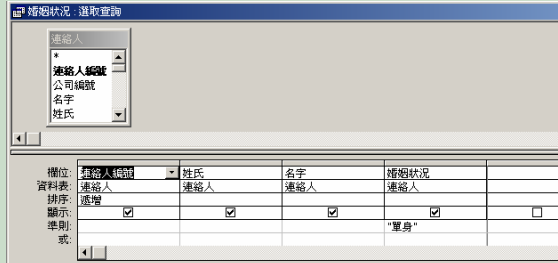 婚姻狀況 : 選取查詢
連絡人
*
連絡人編號
公司編號
名字
姓氏
欄位: 連絡人編號 姓氏 名字 婚姻狀況
資料表: 連絡人 連絡人 連絡人 連絡人
排序: 遞增
顯示:
準則: "單身"
或: